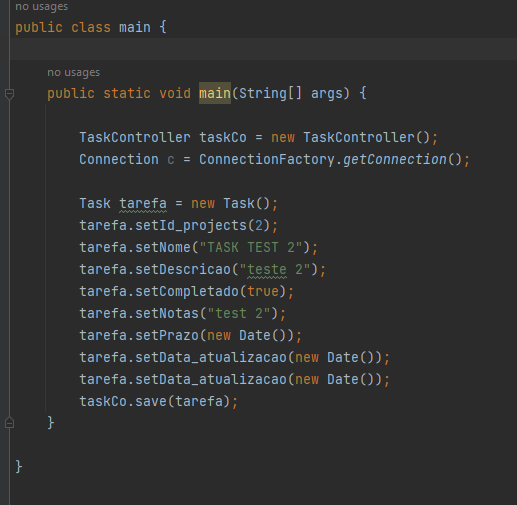 no usages
public class main {
no usages
public static void main(String[] args) {
TaskController taskCo = new TaskController();
Connection c = ConnectionFactory.getConnection();
Task tarefa = new Task();
tarefa.setId_projects(2);
tarefa.setNome("TASK TEST 2");
tarefa.setDescricao("teste 2");
tarefa.setCompletado(true);
tarefa.setNotas("test 2");
tarefa.setPrazo(new Date());
tarefa.setData_atualizacao(new Date());
tarefa.setData_atualizacao(new Date());
taskCo.save(tarefa);
}
}